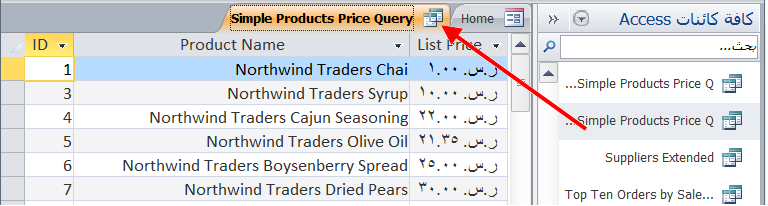 Simple Products Price Query
Home
كافة كائنات Access
بحث...
Simple Products Price Q...
Simple Products Price Q...
Suppliers Extended
Top Ten Orders by Sale...
ID Product Name List Price
1 Northwind Traders Chai ر.س. ١.٠٠
3 Northwind Traders Syrup ر.س. ١٠.٠٠
4 Northwind Traders Cajun Seasoning ر.س. ٢٢.٠٠
5 Northwind Traders Olive Oil ر.س. ٢١.٣٥
6 Northwind Traders Boysenberry Spread ر.س. ٢٥.٠٠
7 Northwind Traders Dried Pears ر.س. ٣٠.٠٠